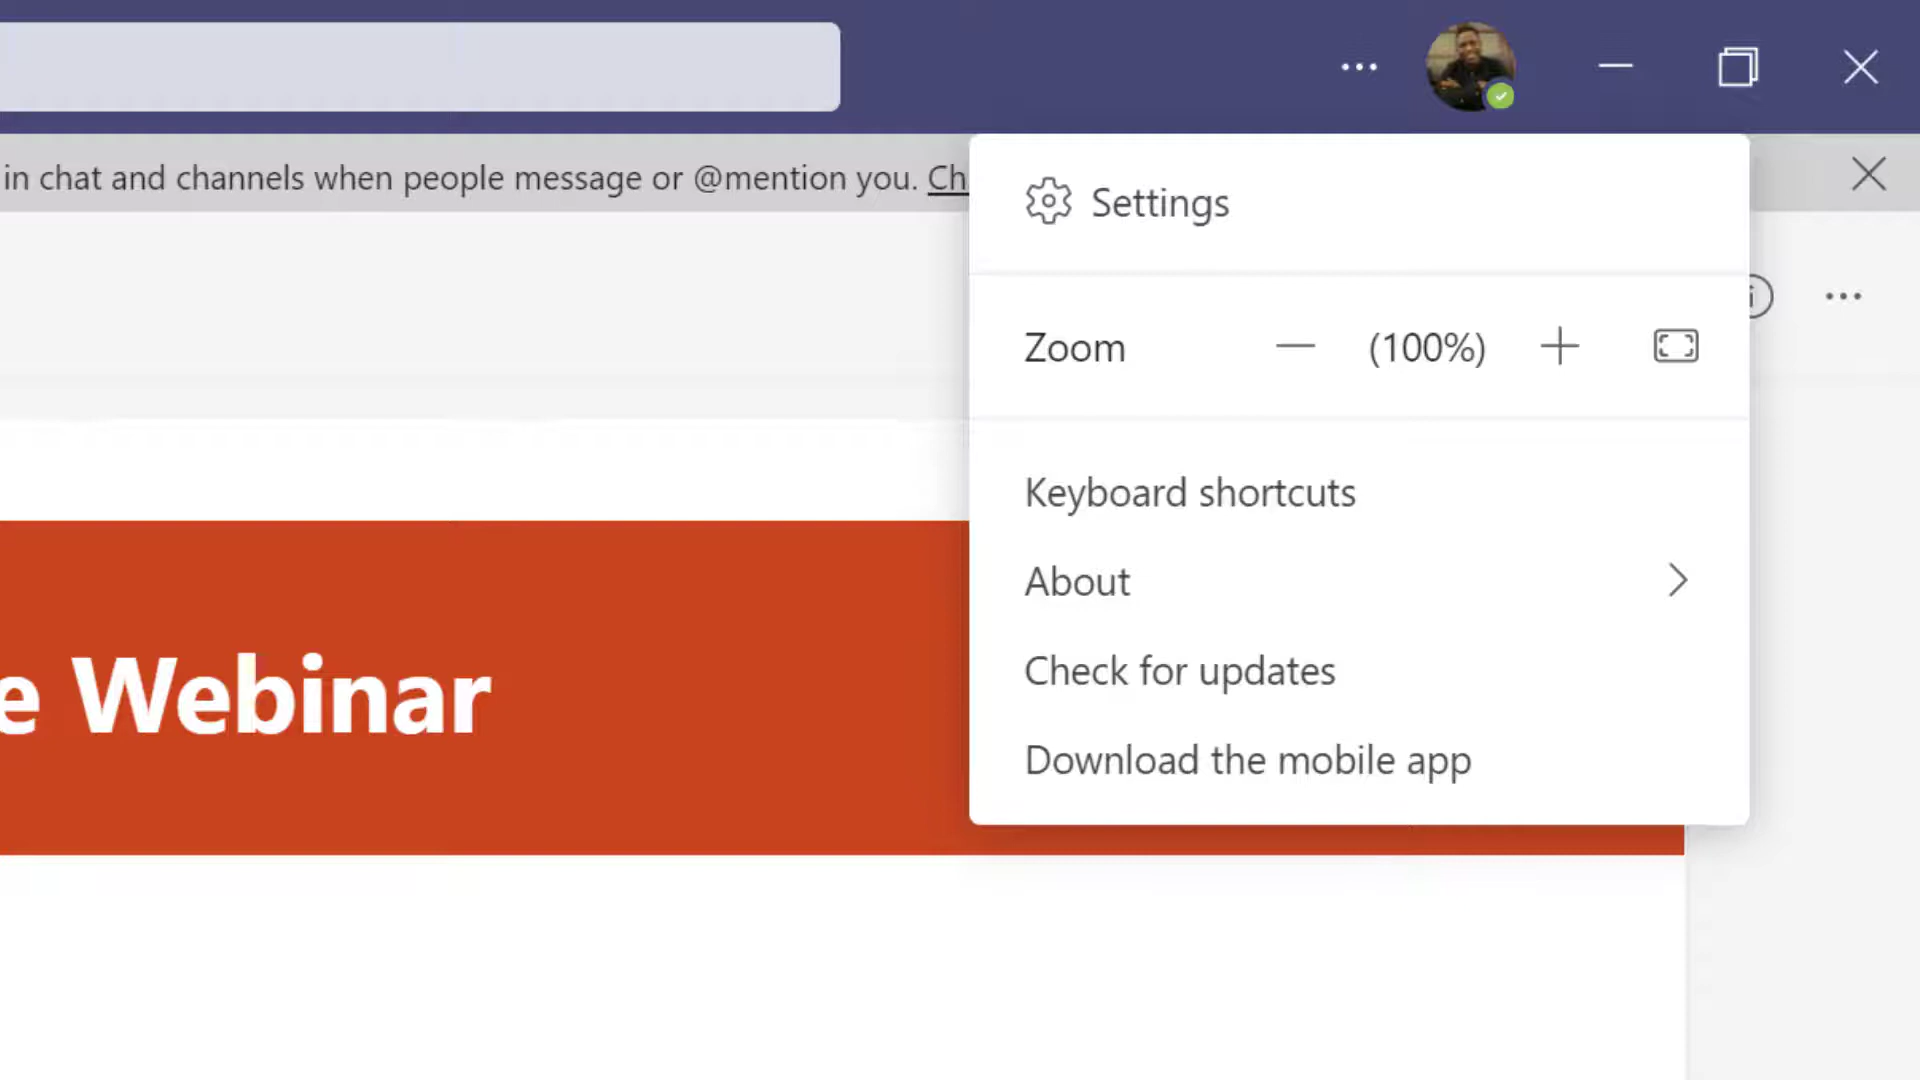 in chat and channels when people message or @mention you.
Settings
Zoom (100%)
Keyboard shortcuts
About
Check for updates
Download the mobile app
Webinar